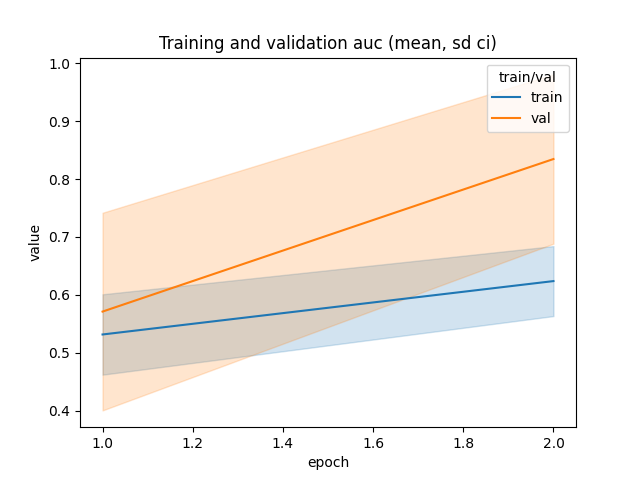 Training and validation auc (mean, sd ci)
train/val
train
val
value
1.0
0.9
0.8
0.7
0.6
0.5
0.4
1.0
1.2
1.4
1.6
1.8
2.0
epoch